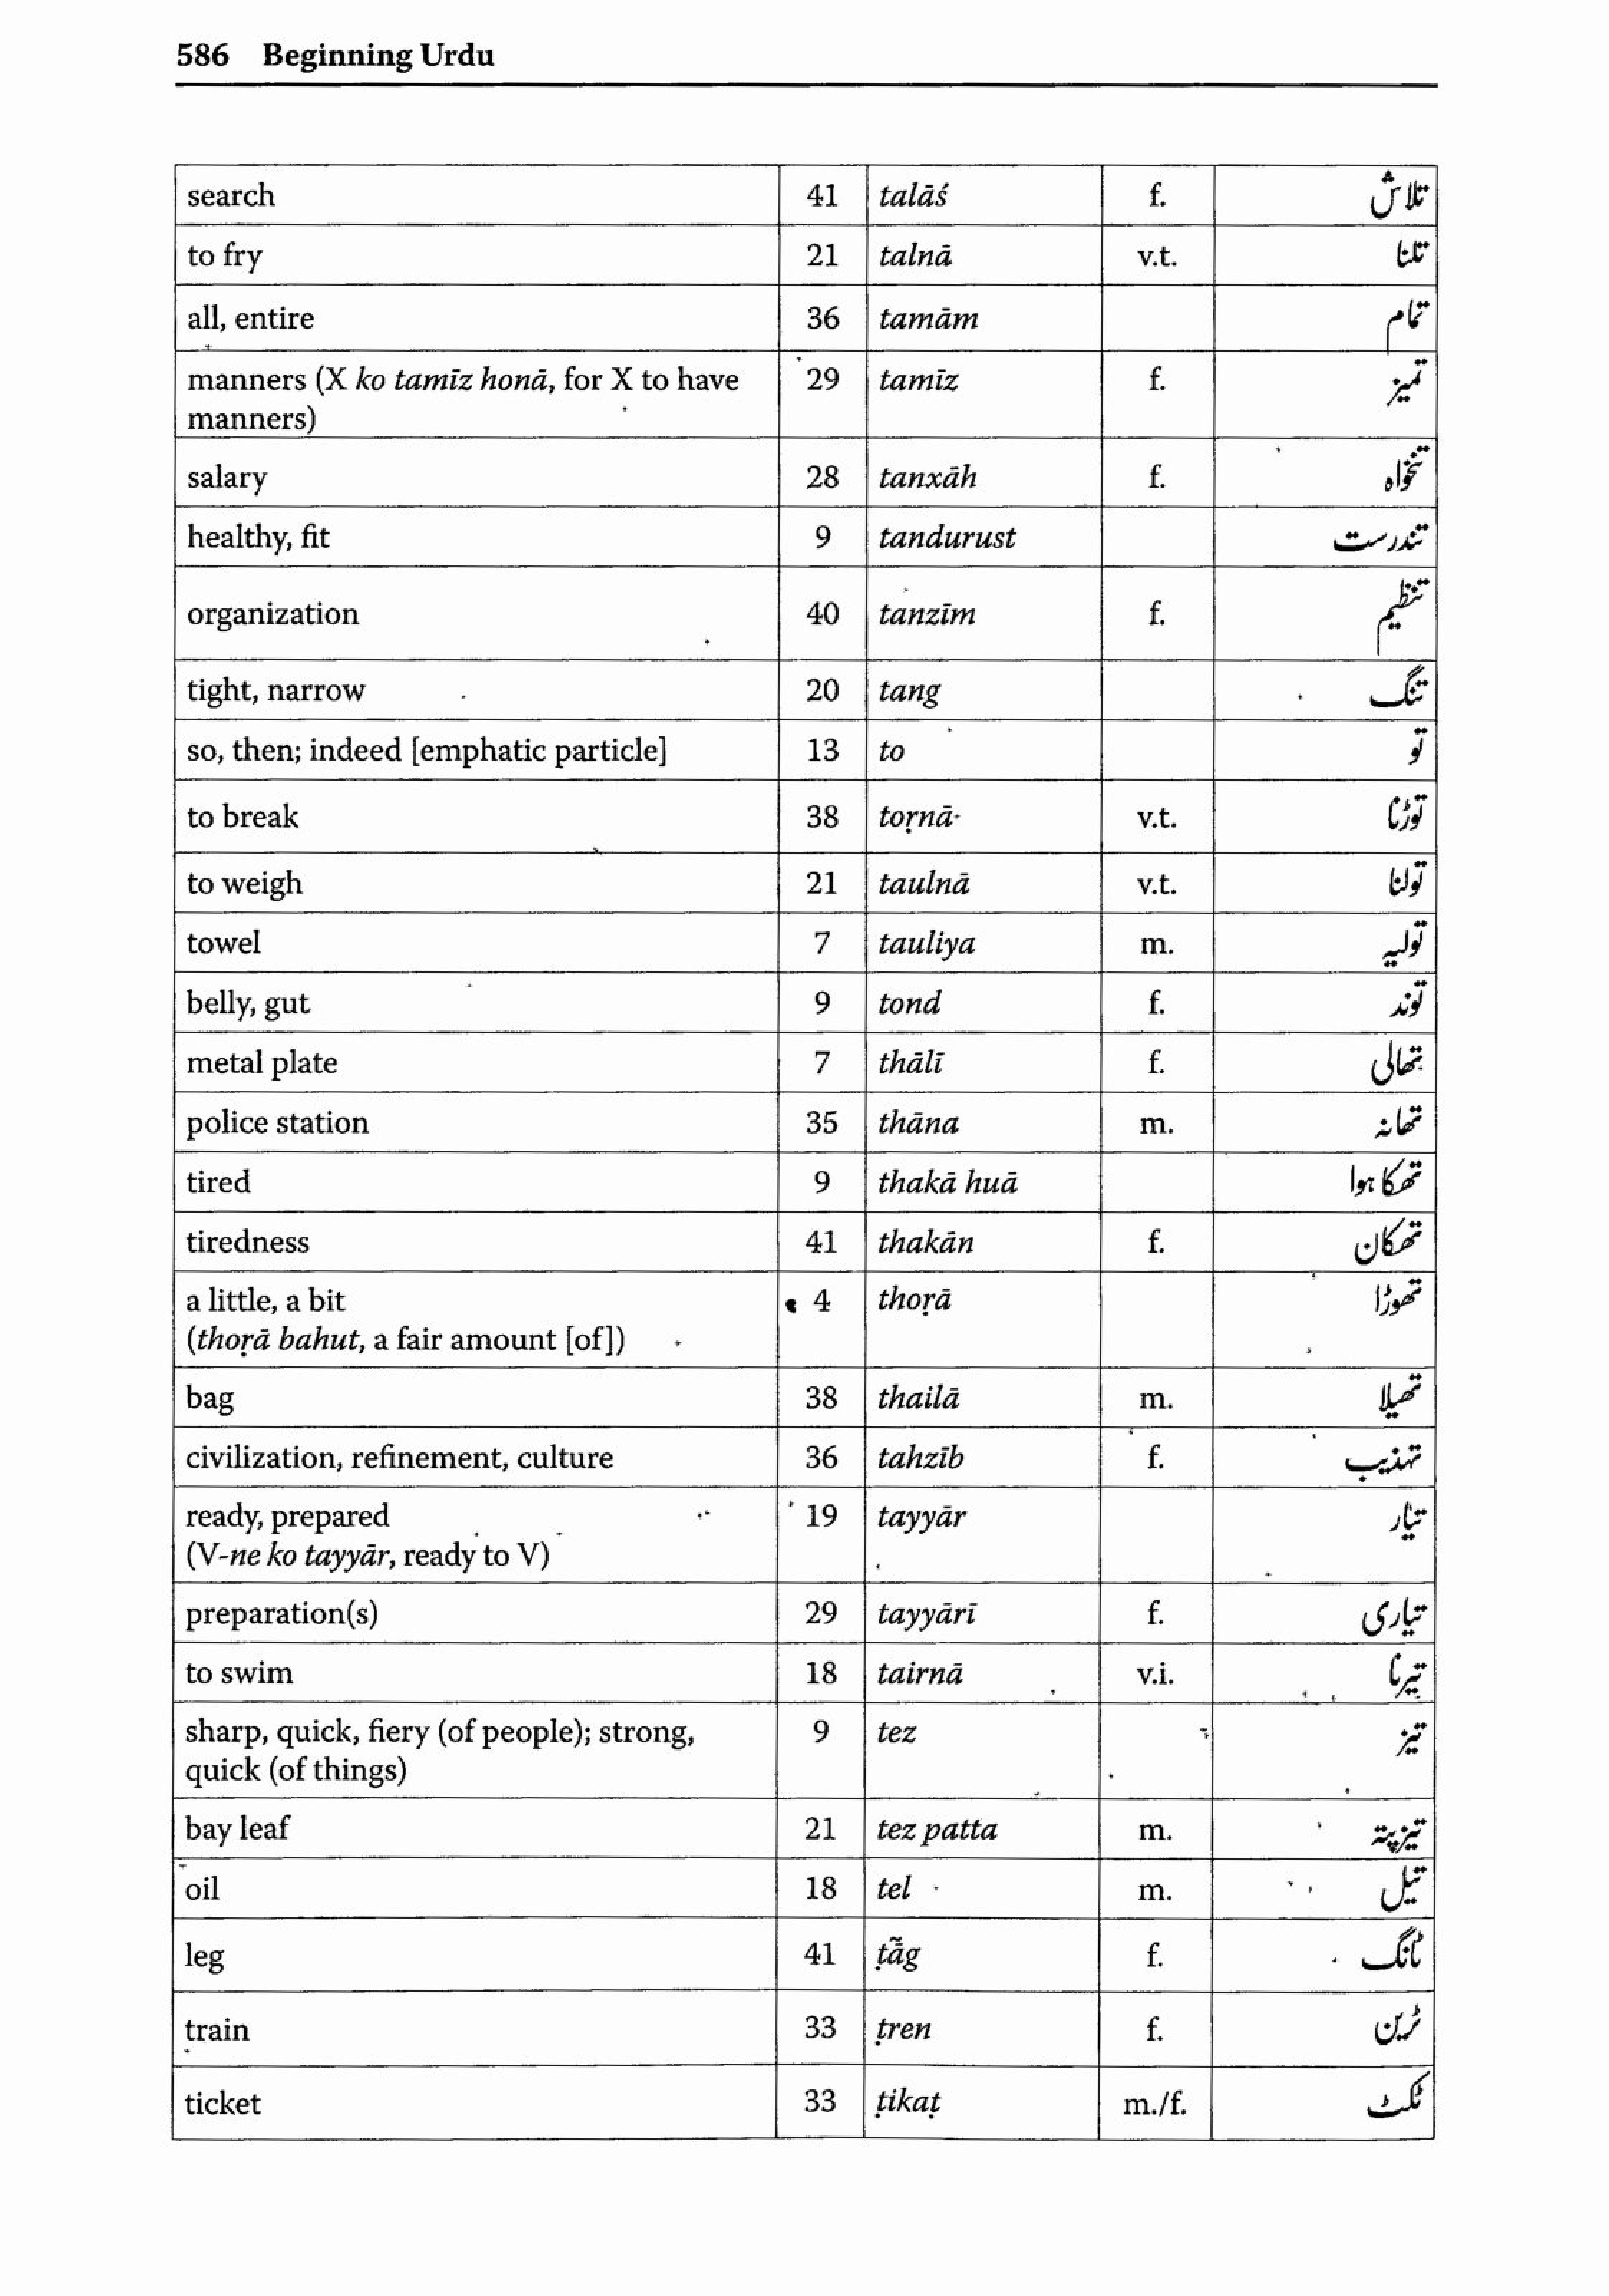 586 Beginning Urdu
search 41 talāś f. تلاش
to fry 21 talnā v.t. تلنا
all, entire 36 tamām تمام
manners (X ko tamīz honā, for X to have 29 tamīz f. تمیز
manners)
salary 28 tanxāh f. تنخواہ
healthy, fit 9 tandurust تندرست
organization 40 tanzīm f. تنظیم
tight, narrow 20 tang تنگ
so, then; indeed [emphatic particle] 13 to تو
to break 38 toṛnā v.t. توڑنا
to weigh 21 taulnā v.t. تولنا
towel 7 tauliya m. تولیہ
belly, gut 9 tond f. توند
metal plate 7 thālī f. تھالی
police station 35 thāna m. تھانہ
tired 9 thakā huā تھکا ہوا
tiredness 41 thakān f. تھکان
a little, a bit 4 thoṛā تھوڑا
(thoṛā bahut, a fair amount [of])
bag 38 thailā m. تھیلا
civilization, refinement, culture 36 tahzīb f. تہذیب
ready, prepared 19 tayyār تیّار
(V-ne ko tayyār, ready to V)
preparation(s) 29 tayyārī f. تیّاری
to swim 18 tairnā v.i. تیرنا
sharp, quick, fiery (of people); strong, 9 tez تیز
quick (of things)
bay leaf 21 tez patta m. تیز پتہ
oil 18 tel m. تیل
leg 41 ṭā̃g f. ٹانگ
train 33 ṭren f. ٹرین
ticket 33 ṭikaṭ m./f. ٹکٹ